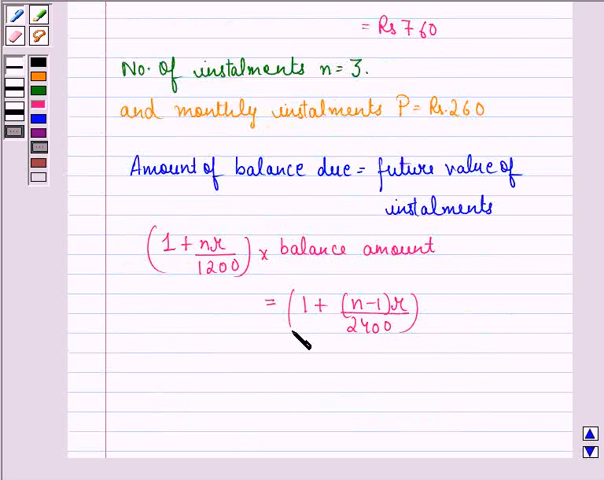 = Rs 760
No. of instalments n = 3.
and monthly instalments P = Rs.260
Amount of balance due = future value of
instalments
(1 + nr/1200) × balance amount
= (1 + (n-1)r/2400)